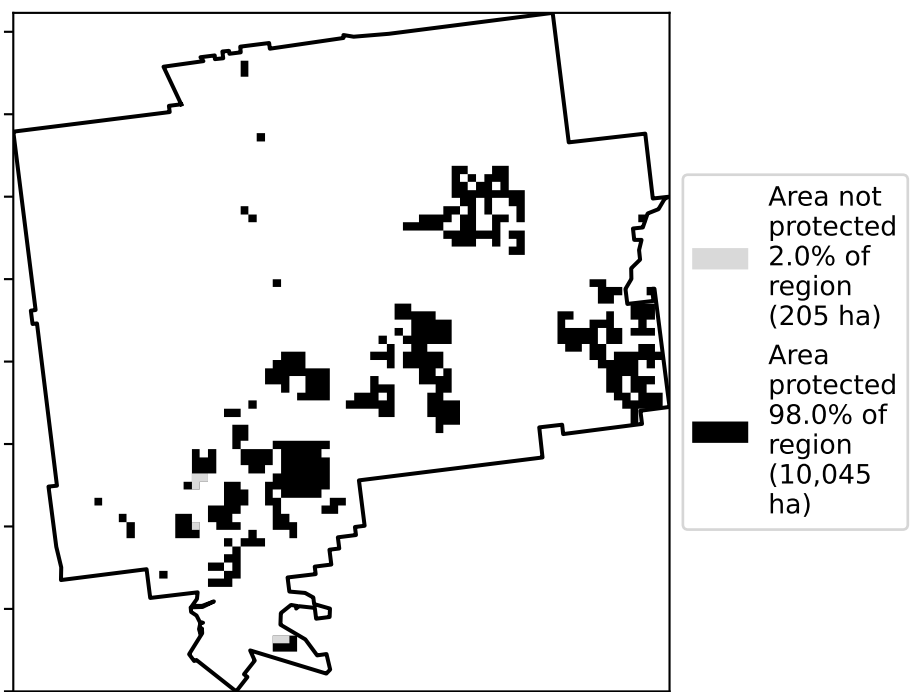 Area not
protected
2.0% of
region
(205 ha)
Area
protected
98.0% of
region
(10,045
ha)